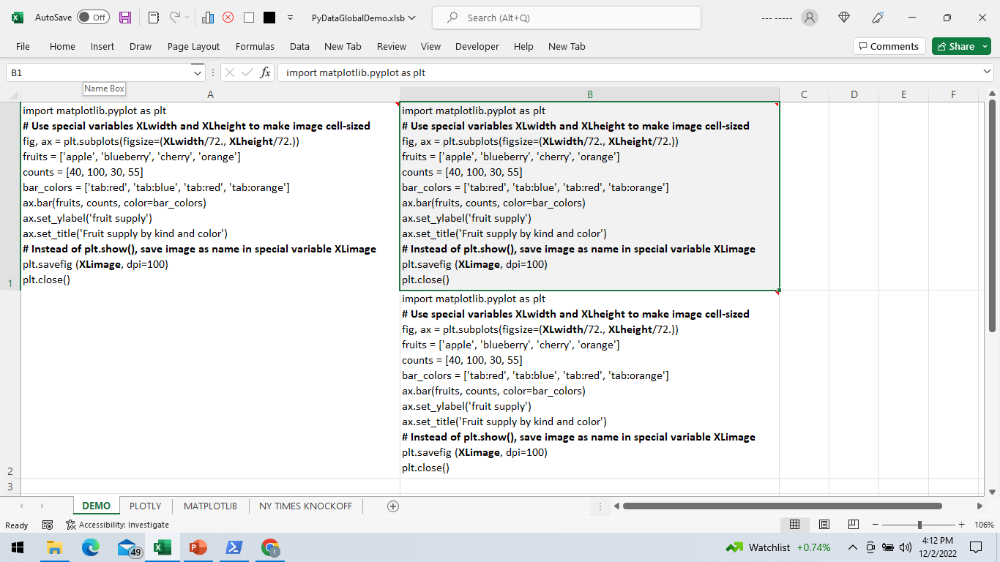 AutoSave Off PyDataGlobalDemo.xlsb Search (Alt+Q) --- -----
File Home Insert Draw Page Layout Formulas Data New Tab Review View Developer Help New Tab Comments Share
B1 fx import matplotlib.pyplot as plt
Name Box
A B C D E F
1
import matplotlib.pyplot as plt
# Use special variables XLwidth and XLheight to make image cell-sized
fig, ax = plt.subplots(figsize=(XLwidth/72., XLheight/72.))
fruits = ['apple', 'blueberry', 'cherry', 'orange']
counts = [40, 100, 30, 55]
bar_colors = ['tab:red', 'tab:blue', 'tab:red', 'tab:orange']
ax.bar(fruits, counts, color=bar_colors)
ax.set_ylabel('fruit supply')
ax.set_title('Fruit supply by kind and color')
# Instead of plt.show(), save image as name in special variable XLimage
plt.savefig (XLimage, dpi=100)
plt.close()
import matplotlib.pyplot as plt
# Use special variables XLwidth and XLheight to make image cell-sized
fig, ax = plt.subplots(figsize=(XLwidth/72., XLheight/72.))
fruits = ['apple', 'blueberry', 'cherry', 'orange']
counts = [40, 100, 30, 55]
bar_colors = ['tab:red', 'tab:blue', 'tab:red', 'tab:orange']
ax.bar(fruits, counts, color=bar_colors)
ax.set_ylabel('fruit supply')
ax.set_title('Fruit supply by kind and color')
# Instead of plt.show(), save image as name in special variable XLimage
plt.savefig (XLimage, dpi=100)
plt.close()
2
import matplotlib.pyplot as plt
# Use special variables XLwidth and XLheight to make image cell-sized
fig, ax = plt.subplots(figsize=(XLwidth/72., XLheight/72.))
fruits = ['apple', 'blueberry', 'cherry', 'orange']
counts = [40, 100, 30, 55]
bar_colors = ['tab:red', 'tab:blue', 'tab:red', 'tab:orange']
ax.bar(fruits, counts, color=bar_colors)
ax.set_ylabel('fruit supply')
ax.set_title('Fruit supply by kind and color')
# Instead of plt.show(), save image as name in special variable XLimage
plt.savefig (XLimage, dpi=100)
plt.close()
3
DEMO PLOTLY MATPLOTLIB NY TIMES KNOCKOFF
Ready Accessibility: Investigate 106%
49 Watchlist +0.74% 4:12 PM
12/2/2022